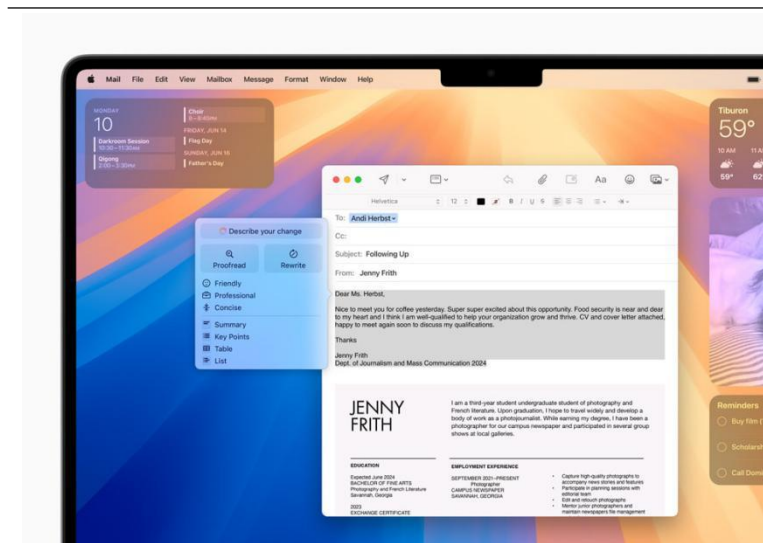 Mail File Edit View Mailbox Message Format Window Help
MONDAY
10
Darkroom Session
10:30–11:30AM
Qigong
2:00–3:30PM
Choir
FRIDAY, JUN 14
Flag Day
SUNDAY, JUN 16
Father's Day
Tiburon
59°
10 AM
59° 62
Helvetica 12 B I U S
Aa
To: Andi Herbst
Cc:
Subject: Following Up
From: Jenny Frith
Describe your change
Proofread Rewrite
Friendly
Professional
Concise
Summary
Key Points
Table
List
Dear Ms. Herbst,
Nice to meet you for coffee yesterday. Super super excited about this opportunity. Food security is near and dear
to my heart and I think I am well-qualified to help your organization grow and thrive. CV and cover letter attached,
happy to meet again soon to discuss my qualifications.
Thanks
Jenny Frith
Dept. of Journalism and Mass Communication 2024
JENNY
FRITH
I am a third-year student undergraduate student of photography and
French literature. Upon graduation, I hope to travel widely and develop a
body of work as a photojournalist. While earning my degree, I have been a
photographer for our campus newspaper and participated in several group
shows at local galleries.
EDUCATION
Expected June 2024
BACHELOR OF FINE ARTS
Photography and French Literature
Savannah, Georgia
2023
EXCHANGE CERTIFICATE
EMPLOYMENT EXPERIENCE
SEPTEMBER 2021–PRESENT
Photographer
CAMPUS NEWSPAPER
SAVANNAH, GEORGIA
• Capture high-quality photographs to
accompany news stories and features
• Participate in planning sessions with
editorial team
• Edit and retouch photographs
• Mentor junior photographers and
maintain newspapers file management
Reminders
Buy film (
Scholarsh
Call Domi